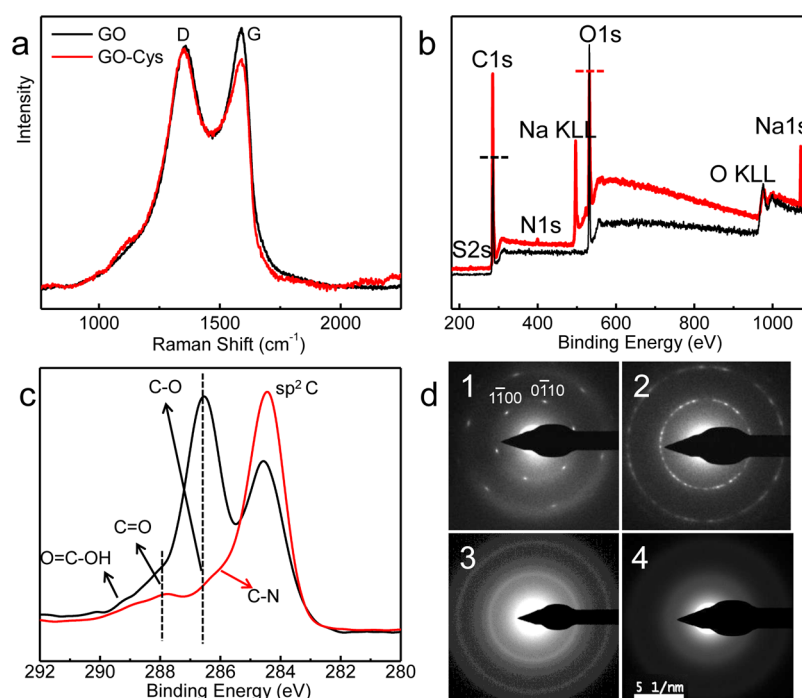 a
GO
GO-Cys
D
G
Intensity
1000
1500
2000
Raman Shift (cm⁻¹)
b
C1s
O1s
Na KLL
Na1s
O KLL
N1s
S2s
200
400
600
800
1000
Binding Energy (eV)
c
C-O
sp² C
C=O
O=C-OH
C-N
292
290
288
286
284
282
280
Binding Energy (eV)
d
1
11̅00
01̅10
2
3
4
5 1/nm